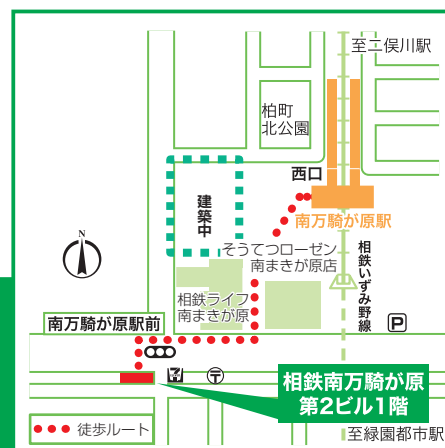 至二俣川駅
柏町
北公園
西口
南万騎が原駅
建築中
そうてつローゼン
南まきが原店
相鉄いずみ野線
N
相鉄ライフ
南まきが原
南万騎が原駅前
P
〒
相鉄南万騎が原
第2ビル1階
徒歩ルート
至緑園都市駅